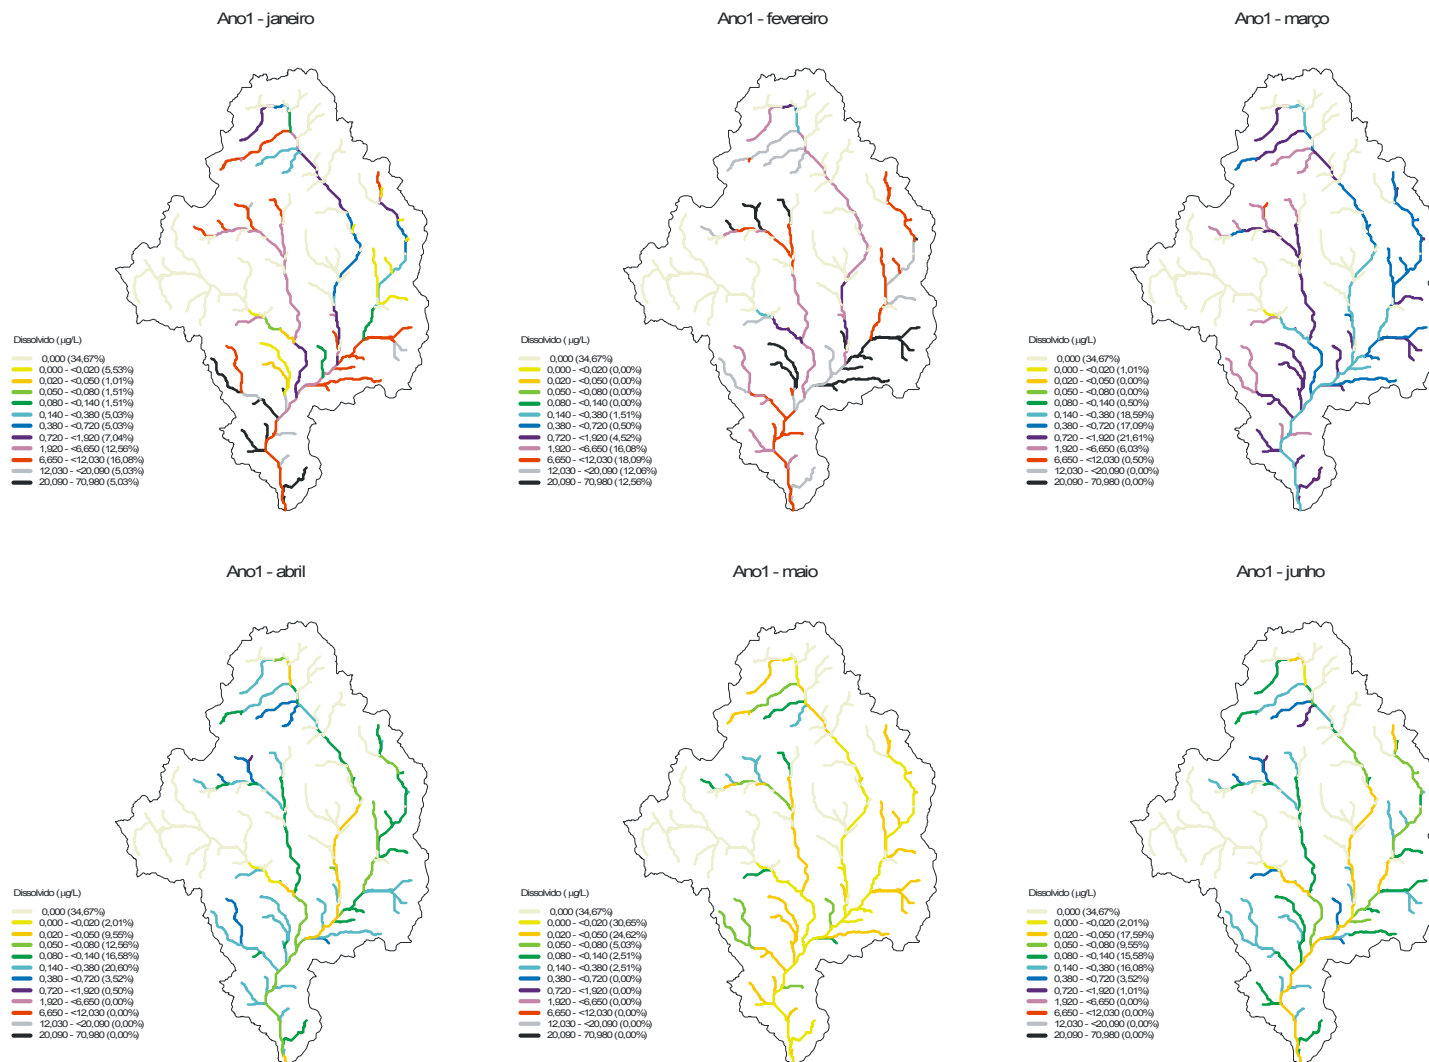 Ano1 - janeiro
Ano1 - fevereiro
Ano1 - março
Dissolvido (µg/L)
0,000 (34,67%)
0,000 - <0,020 (5,53%)
0,020 - <0,050 (1,01%)
0,050 - <0,080 (1,51%)
0,080 - <0,140 (1,51%)
0,140 - <0,380 (5,03%)
0,380 - <0,720 (5,03%)
0,720 - <1,920 (7,04%)
1,920 - <6,650 (12,56%)
6,650 - <12,030 (16,08%)
12,030 - <20,090 (5,03%)
20,090 - 70,980 (5,03%)
Dissolvido (µg/L)
0,000 (34,67%)
0,000 - <0,020 (0,00%)
0,020 - <0,050 (0,00%)
0,050 - <0,080 (0,00%)
0,080 - <0,140 (0,00%)
0,140 - <0,380 (1,51%)
0,380 - <0,720 (0,50%)
0,720 - <1,920 (4,52%)
1,920 - <6,650 (16,08%)
6,650 - <12,030 (18,09%)
12,030 - <20,090 (12,06%)
20,090 - 70,980 (12,56%)
Dissolvido (µg/L)
0,000 (34,67%)
0,000 - <0,020 (1,01%)
0,020 - <0,050 (0,00%)
0,050 - <0,080 (0,00%)
0,080 - <0,140 (0,50%)
0,140 - <0,380 (18,59%)
0,380 - <0,720 (17,09%)
0,720 - <1,920 (21,61%)
1,920 - <6,650 (6,03%)
6,650 - <12,030 (0,50%)
12,030 - <20,090 (0,00%)
20,090 - 70,980 (0,00%)
Ano1 - abril
Ano1 - maio
Ano1 - junho
Dissolvido (µg/L)
0,000 (34,67%)
0,000 - <0,020 (2,01%)
0,020 - <0,050 (9,55%)
0,050 - <0,080 (12,56%)
0,080 - <0,140 (16,58%)
0,140 - <0,380 (20,60%)
0,380 - <0,720 (3,52%)
0,720 - <1,920 (0,50%)
1,920 - <6,650 (0,00%)
6,650 - <12,030 (0,00%)
12,030 - <20,090 (0,00%)
20,090 - 70,980 (0,00%)
Dissolvido (µg/L)
0,000 (34,67%)
0,000 - <0,020 (30,65%)
0,020 - <0,050 (24,62%)
0,050 - <0,080 (5,03%)
0,080 - <0,140 (2,51%)
0,140 - <0,380 (2,51%)
0,380 - <0,720 (0,00%)
0,720 - <1,920 (0,00%)
1,920 - <6,650 (0,00%)
6,650 - <12,030 (0,00%)
12,030 - <20,090 (0,00%)
20,090 - 70,980 (0,00%)
Dissolvido (µg/L)
0,000 (34,67%)
0,000 - <0,020 (2,01%)
0,020 - <0,050 (17,59%)
0,050 - <0,080 (9,55%)
0,080 - <0,140 (15,58%)
0,140 - <0,380 (16,08%)
0,380 - <0,720 (3,52%)
0,720 - <1,920 (1,01%)
1,920 - <6,650 (0,00%)
6,650 - <12,030 (0,00%)
12,030 - <20,090 (0,00%)
20,090 - 70,980 (0,00%)